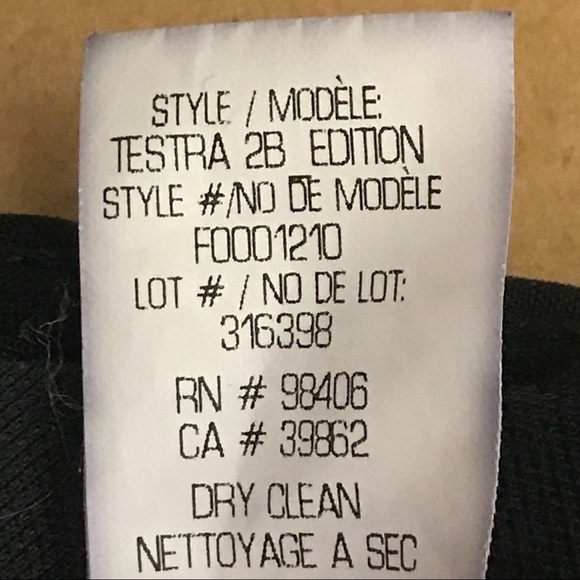 STYLE / MODÈLE:
TESTRA 2B EDITION
STYLE #/NO DE MODÈLE
F0001210
LOT # / NO DE LOT:
316398
RN # 98406
CA # 39862
DRY CLEAN
NETTOYAGE A SEC